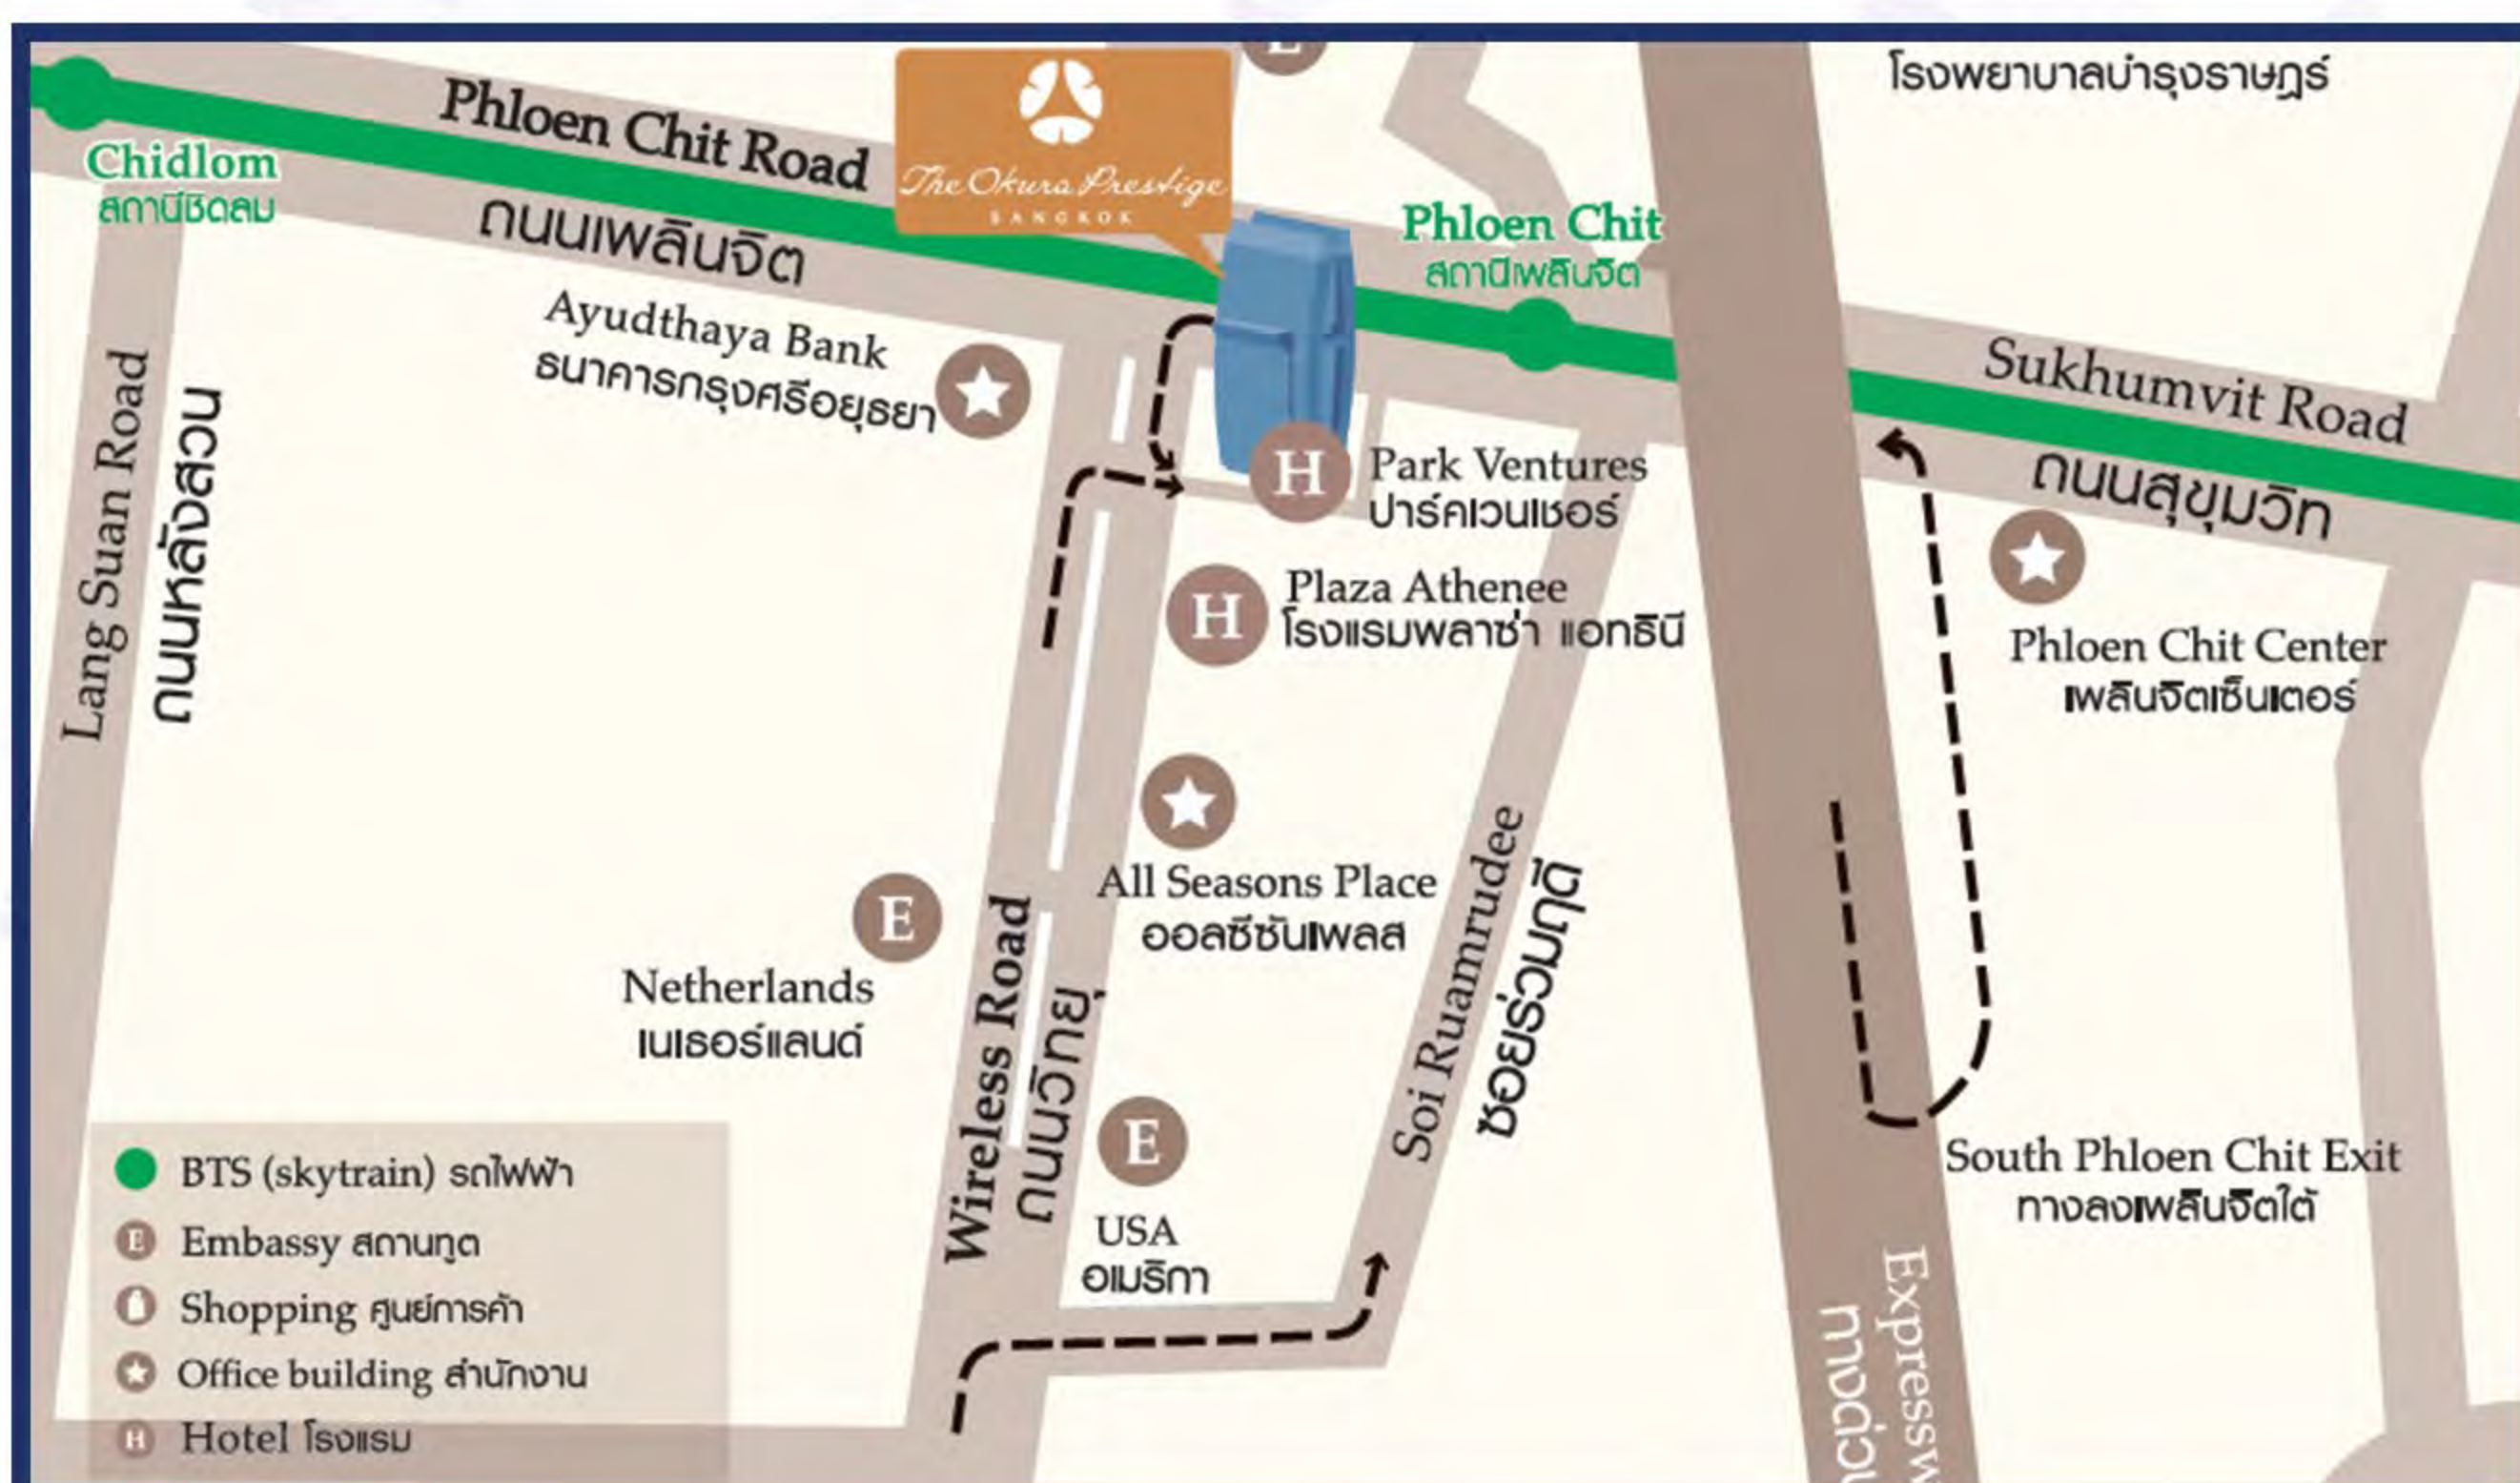 E
โรงพยาบาลบำรุงราษฎร์
Phloen Chit Road
ถนนเพลินจิต
The Okura Prestige
BANGKOK
Chidlom
สถานีชิดลม
Phloen Chit
สถานีเพลินจิต
Sukhumvit Road
ถนนสุขุมวิท
Ayudthaya Bank
ธนาคารกรุงศรีอยุธยา
Lang Suan Road
ถนนหลังสวน
H
Park Ventures
ปาร์คเวนเชอร์
H
Plaza Athenee
โรงแรมพลาซ่า แอทธินี
Phloen Chit Center
เพลินจิตเซ็นเตอร์
All Seasons Place
ออลซีซันเพลส
Soi Ruamrudee
ซอยร่วมฤดี
E
Netherlands
เนเธอร์แลนด์
Wireless Road
ถนนวิทยุ
E
USA
อเมริกา
South Phloen Chit Exit
ทางลงเพลินจิตใต้
Expressw
ทางด่วน
BTS (skytrain) รถไฟฟ้า
E Embassy สถานทูต
Shopping ศูนย์การค้า
Office building สำนักงาน
H Hotel โรงแรม